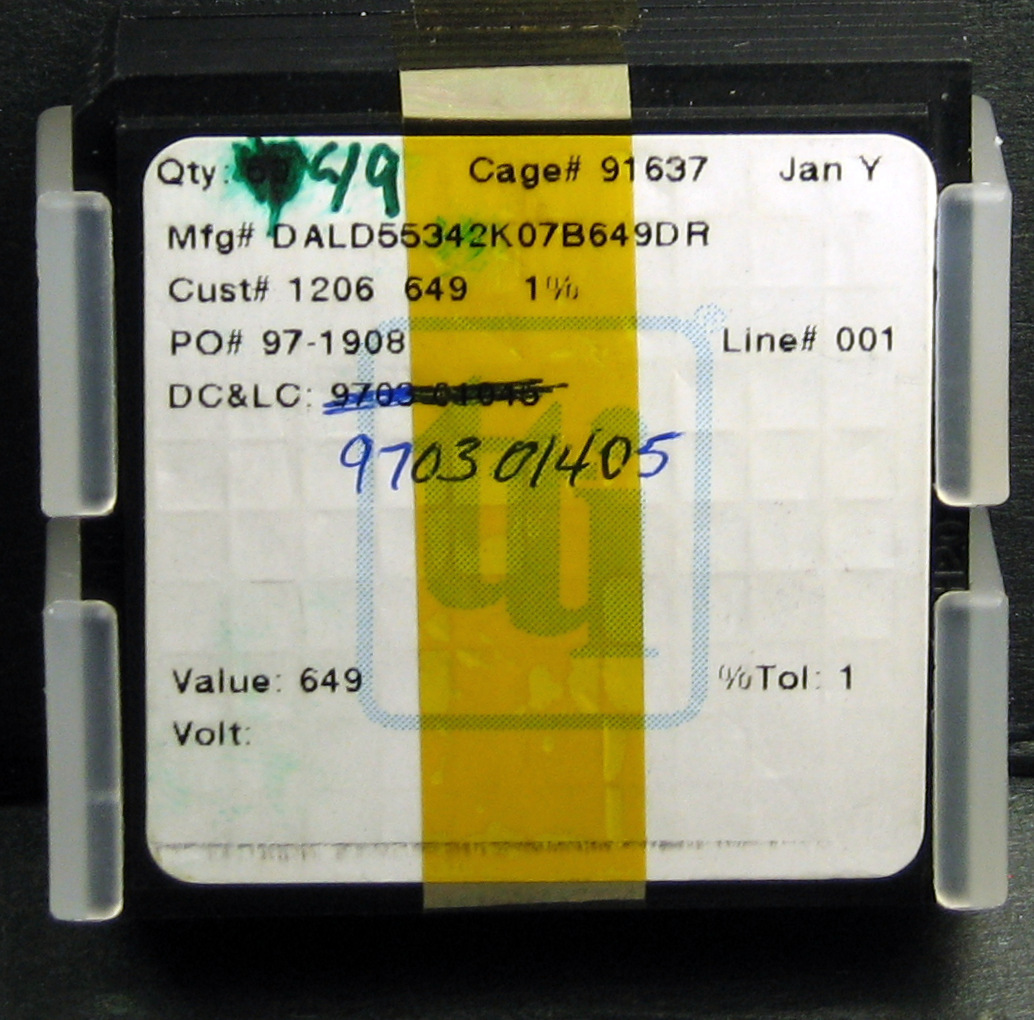 Qty: Cage# 91637 Jan Y
Mfg# DALD55342K07B649DR
Cust# 1206 649 1%
PO# 97-1908 Line# 001
DC&LC: 9703
9703 01405
Value: 649 %Tol: 1
Volt: